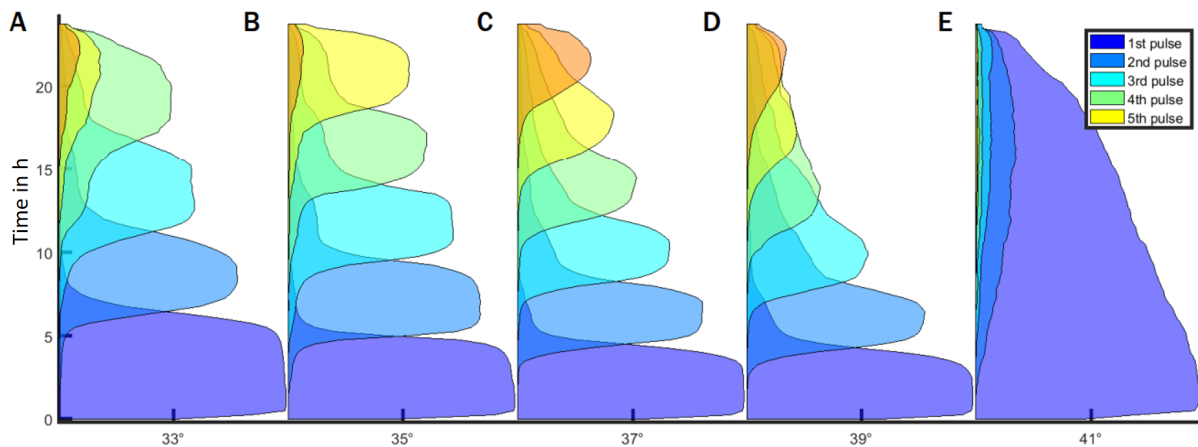 A
B
C
D
E
1st pulse
2nd pulse
3rd pulse
4th pulse
5th pulse
Time in h
20
15
10
5
0
33°
35°
37°
39°
41°